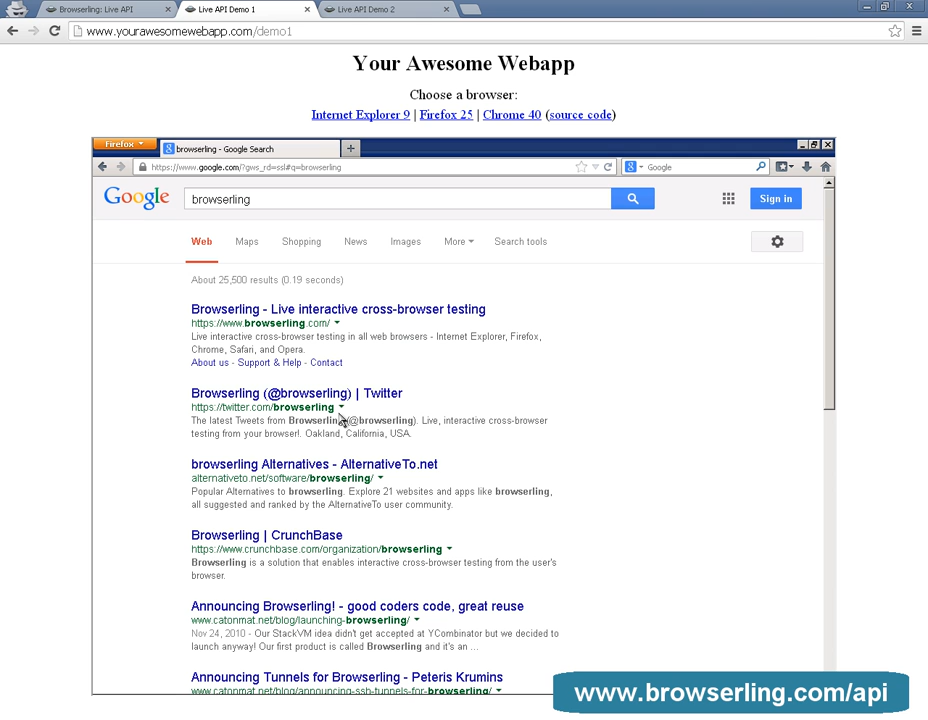 Browserling: Live API
Live API Demo 1
Live API Demo 2
www.yourawesomewebapp.com/demo1
Your Awesome Webapp
Choose a browser:
Internet Explorer 9 | Firefox 25 | Chrome 40 (source code)
Firefox
browserling - Google Search
https://www.google.com/?gws_rd=ssl#q=browserling
Google
Google
browserling
Sign in
Web Maps Shopping News Images More Search tools
About 25,500 results (0.19 seconds)
Browserling - Live interactive cross-browser testing
https://www.browserling.com/
Live interactive cross-browser testing in all web browsers - Internet Explorer, Firefox,
Chrome, Safari, and Opera.
About us - Support & Help - Contact
Browserling (@browserling) | Twitter
https://twitter.com/browserling
The latest Tweets from Browserling (@browserling). Live, interactive cross-browser
testing from your browser!. Oakland, California, USA.
browserling Alternatives - AlternativeTo.net
alternativeto.net/software/browserling/
Popular Alternatives to browserling. Explore 21 websites and apps like browserling,
all suggested and ranked by the AlternativeTo user community.
Browserling | CrunchBase
https://www.crunchbase.com/organization/browserling
Browserling is a solution that enables interactive cross-browser testing from the user's
browser.
Announcing Browserling! - good coders code, great reuse
www.catonmat.net/blog/launching-browserling/
Nov 24, 2010 - Our StackVM idea didn't get accepted at YCombinator but we decided to
launch anyway! Our first product is called Browserling and it's an ...
Announcing Tunnels for Browserling - Peteris Krumins
www.catonmat.net/blog/announcing-ssh-tunnels-for-browserling/
www.browserling.com/api